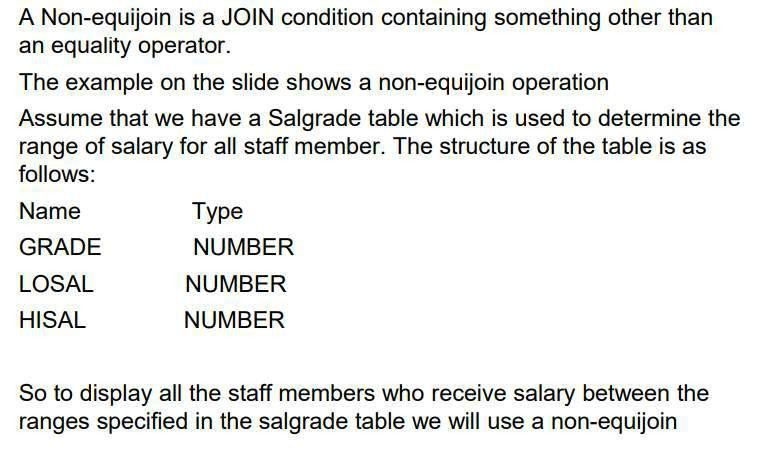 A Non-equijoin is a JOIN condition containing something other than
an equality operator.
The example on the slide shows a non-equijoin operation
Assume that we have a Salgrade table which is used to determine the
range of salary for all staff member. The structure of the table is as
follows:
Name Type
GRADE NUMBER
LOSAL NUMBER
HISAL NUMBER
So to display all the staff members who receive salary between the
ranges specified in the salgrade table we will use a non-equijoin